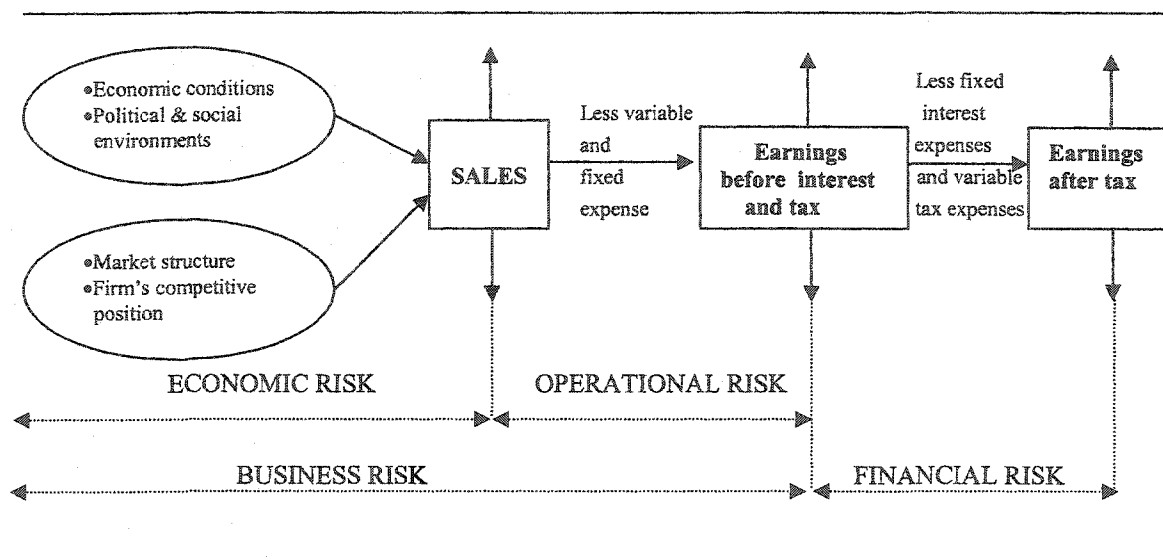 •Economic conditions
•Political & social
environments
•Market structure
•Firm's competitive
position
SALES
Less variable
and
fixed
expense
Earnings
before interest
and tax
Less fixed
interest
expenses
and variable
tax expenses
Earnings
after tax
ECONOMIC RISK
OPERATIONAL RISK
BUSINESS RISK
FINANCIAL RISK